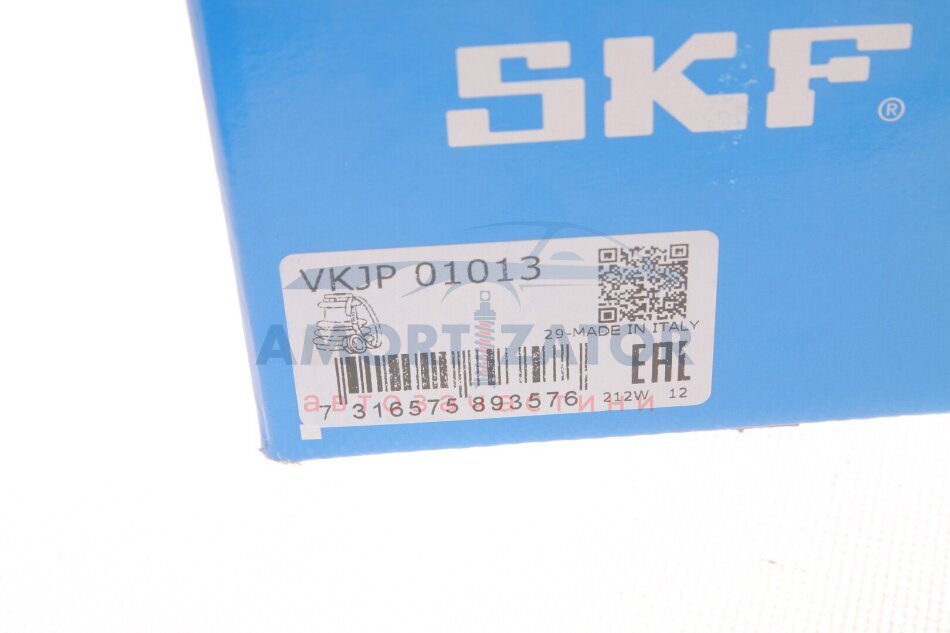 SKF®
VKJP 01013
29-MADE IN ITALY
AMORTIZATOR
EAC
7 316575 893576
212W 12
автозапчастини